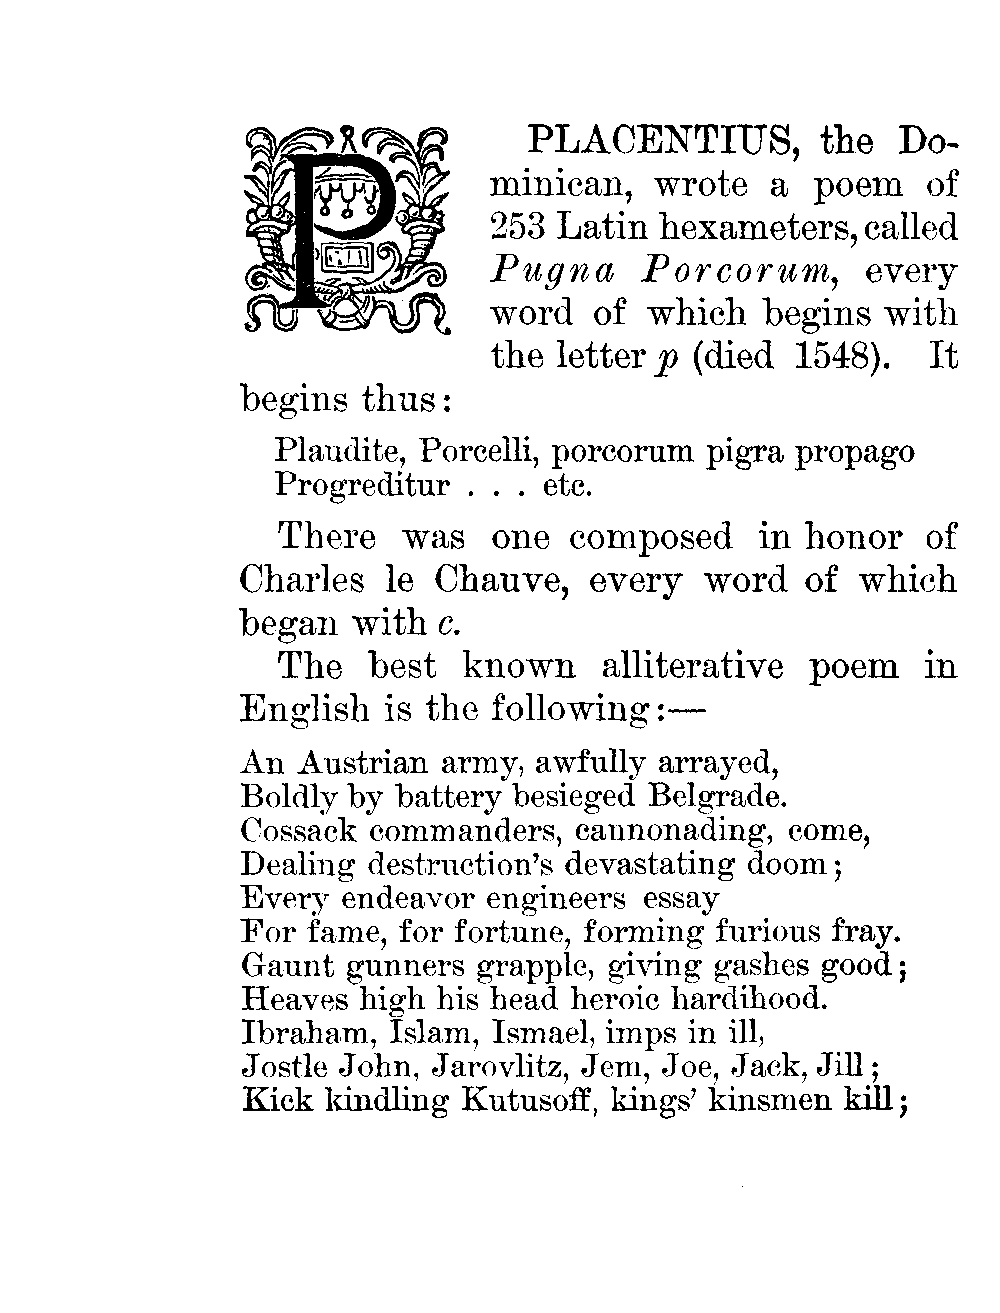 PLACENTIUS, the Do-
minican, wrote a poem of
253 Latin hexameters, called
Pugna Porcorum, every
word of which begins with
the letter p (died 1548). It
begins thus:
Plaudite, Porcelli, porcorum pigra propago
Progreditur . . . etc.
There was one composed in honor of
Charles le Chauve, every word of which
began with c.
The best known alliterative poem in
English is the following:—
An Austrian army, awfully arrayed,
Boldly by battery besieged Belgrade.
Cossack commanders, cannonading, come,
Dealing destruction's devastating doom;
Every endeavor engineers essay
For fame, for fortune, forming furious fray.
Gaunt gunners grapple, giving gashes good;
Heaves high his head heroic hardihood.
Ibraham, Islam, Ismael, imps in ill,
Jostle John, Jarovlitz, Jem, Joe, Jack, Jill;
Kick kindling Kutusoff, kings' kinsmen kill;